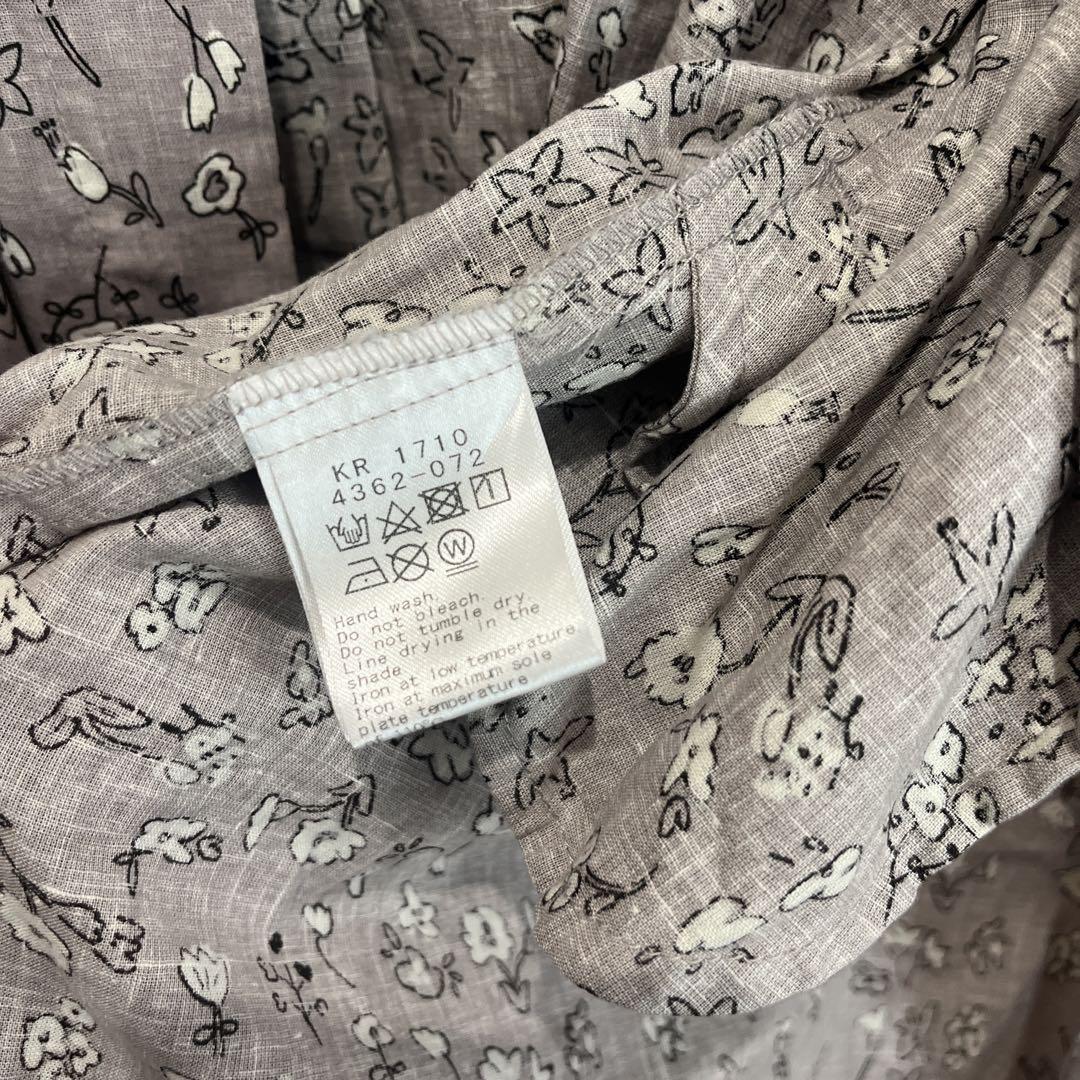 KR 1710
4362-072
W
Hand wash.
Do not bleach.
Do not tumble dry.
Line drying in the
shade.
Iron at low temperature
Iron at maximum sole
plate temperature